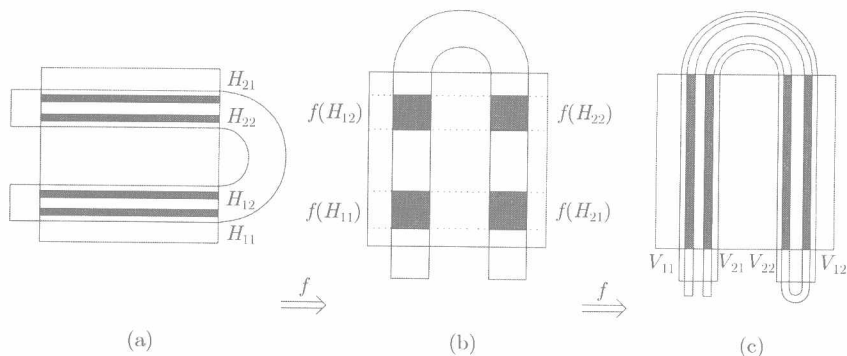 H₂₁
H₂₂
H₁₂
H₁₁
f
(a)
f(H₁₂)
f(H₂₂)
f(H₁₁)
f(H₂₁)
f
(b)
V₁₁
V₂₁
V₂₂
V₁₂
(c)